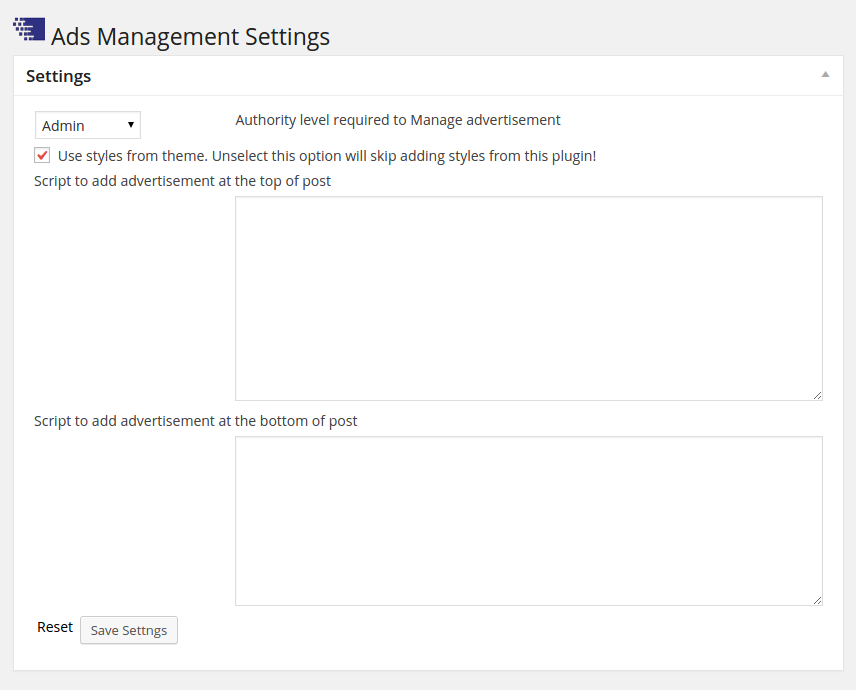 Ads Management Settings
Settings
Admin
Authority level required to Manage advertisement
Use styles from theme. Unselect this option will skip adding styles from this plugin!
Script to add advertisement at the top of post
Script to add advertisement at the bottom of post
Reset
Save Settngs